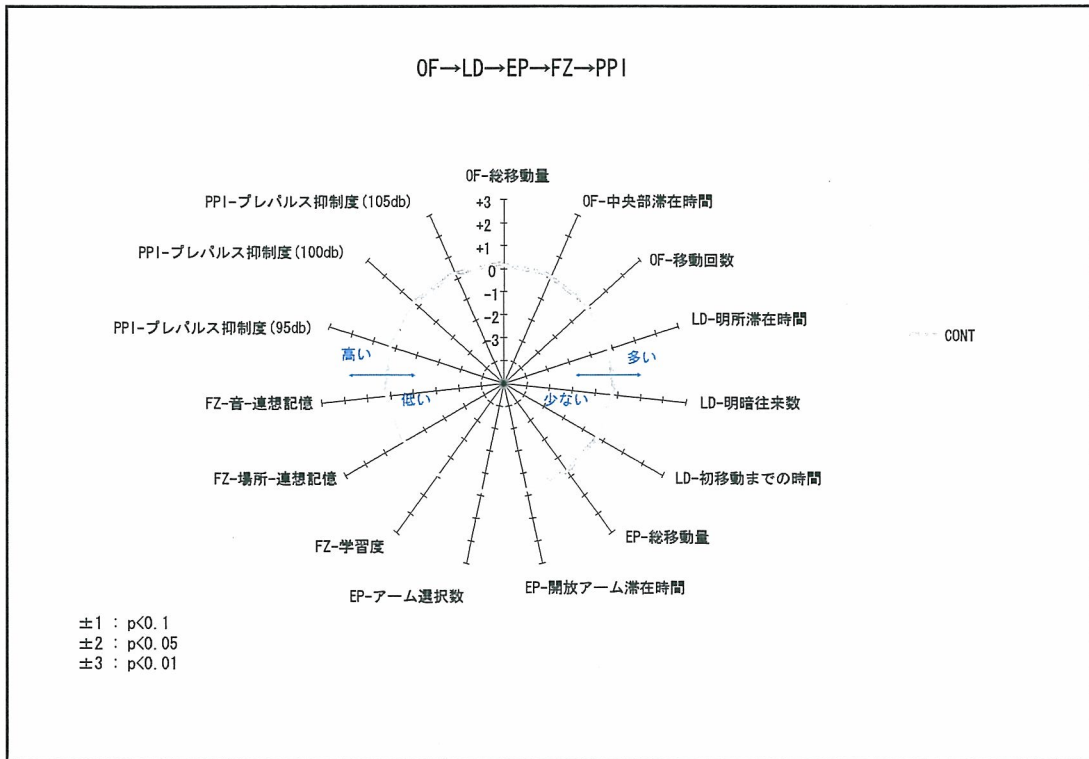 OF→LD→EP→FZ→PPI
OF-総移動量
PPI-プレパルス抑制度(105db)
OF-中央部滞在時間
+3
+2
+1
0
-1
-2
-3
PPI-プレパルス抑制度(100db)
OF-移動回数
PPI-プレパルス抑制度(95db)
LD-明所滞在時間
CONT
高い
多い
FZ-音-連想記憶
低い
少ない
LD-明暗往来数
FZ-場所-連想記憶
LD-初移動までの時間
FZ-学習度
EP-総移動量
EP-アーム選択数
EP-開放アーム滞在時間
±1 : p<0.1
±2 : p<0.05
±3 : p<0.01